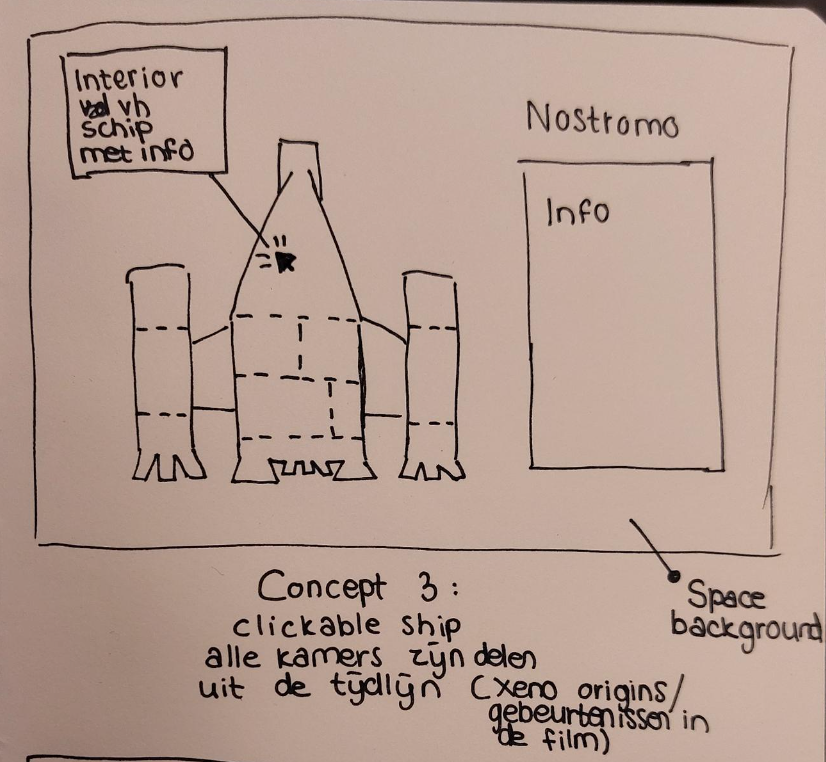 Interior
vh
schip
met info
Nostromo
Info
Space
background
Concept 3:
clickable ship
alle kamers zijn delen
uit de tijdlijn (xeno origins/
gebeurtenissen in
de film)